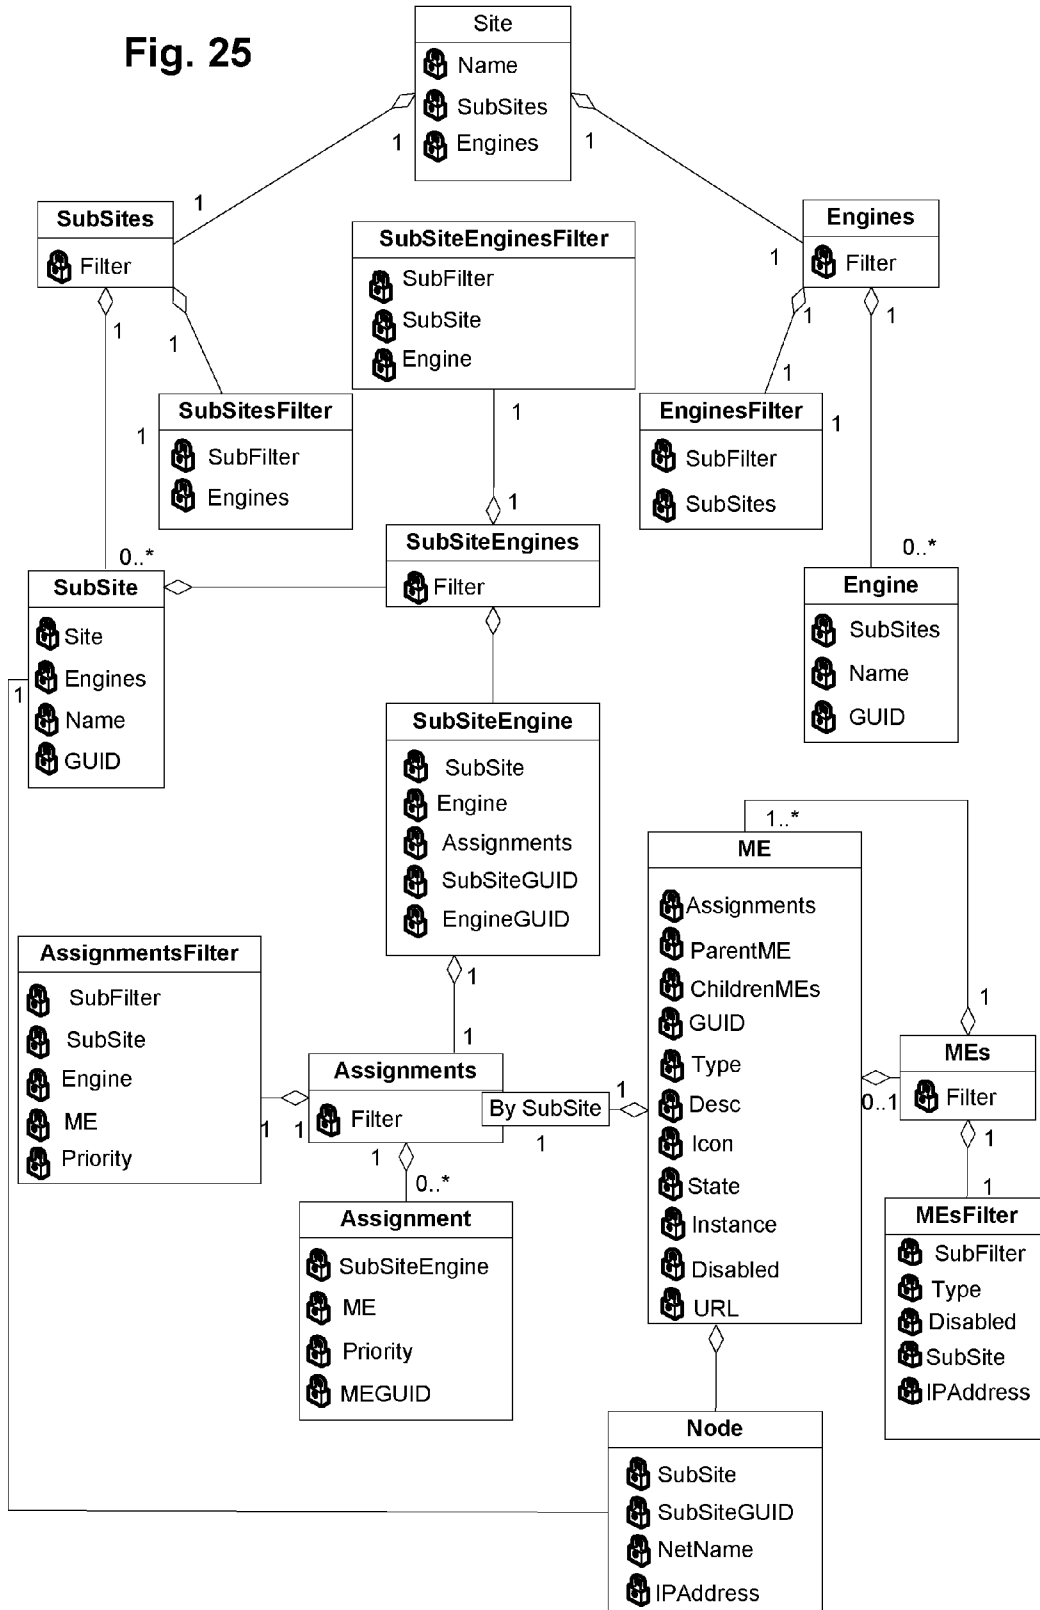 Fig. 25
Site
Name
SubSites
Engines
1
1
1
1
SubSites
Filter
1
1
SubSiteEnginesFilter
SubFilter
SubSite
Engine
1
Engines
Filter
1
1
1
SubSitesFilter
SubFilter
Engines
1
EnginesFilter
SubFilter
SubSites
1
1
SubSiteEngines
Filter
0..*
SubSite
Site
Engines
Name
GUID
1
0..*
Engine
SubSites
Name
GUID
SubSiteEngine
SubSite
Engine
Assignments
SubSiteGUID
EngineGUID
1
1
1..*
ME
Assignments
ParentME
ChildrenMEs
GUID
Type
Desc
Icon
State
Instance
Disabled
URL
AssignmentsFilter
SubFilter
SubSite
Engine
ME
Priority
1
1
Assignments
Filter
By SubSite
1
1
1
MEs
Filter
0..1
1
1
1
0..*
Assignment
SubSiteEngine
ME
Priority
MEGUID
MEsFilter
SubFilter
Type
Disabled
SubSite
IPAddress
Node
SubSite
SubSiteGUID
NetName
IPAddress